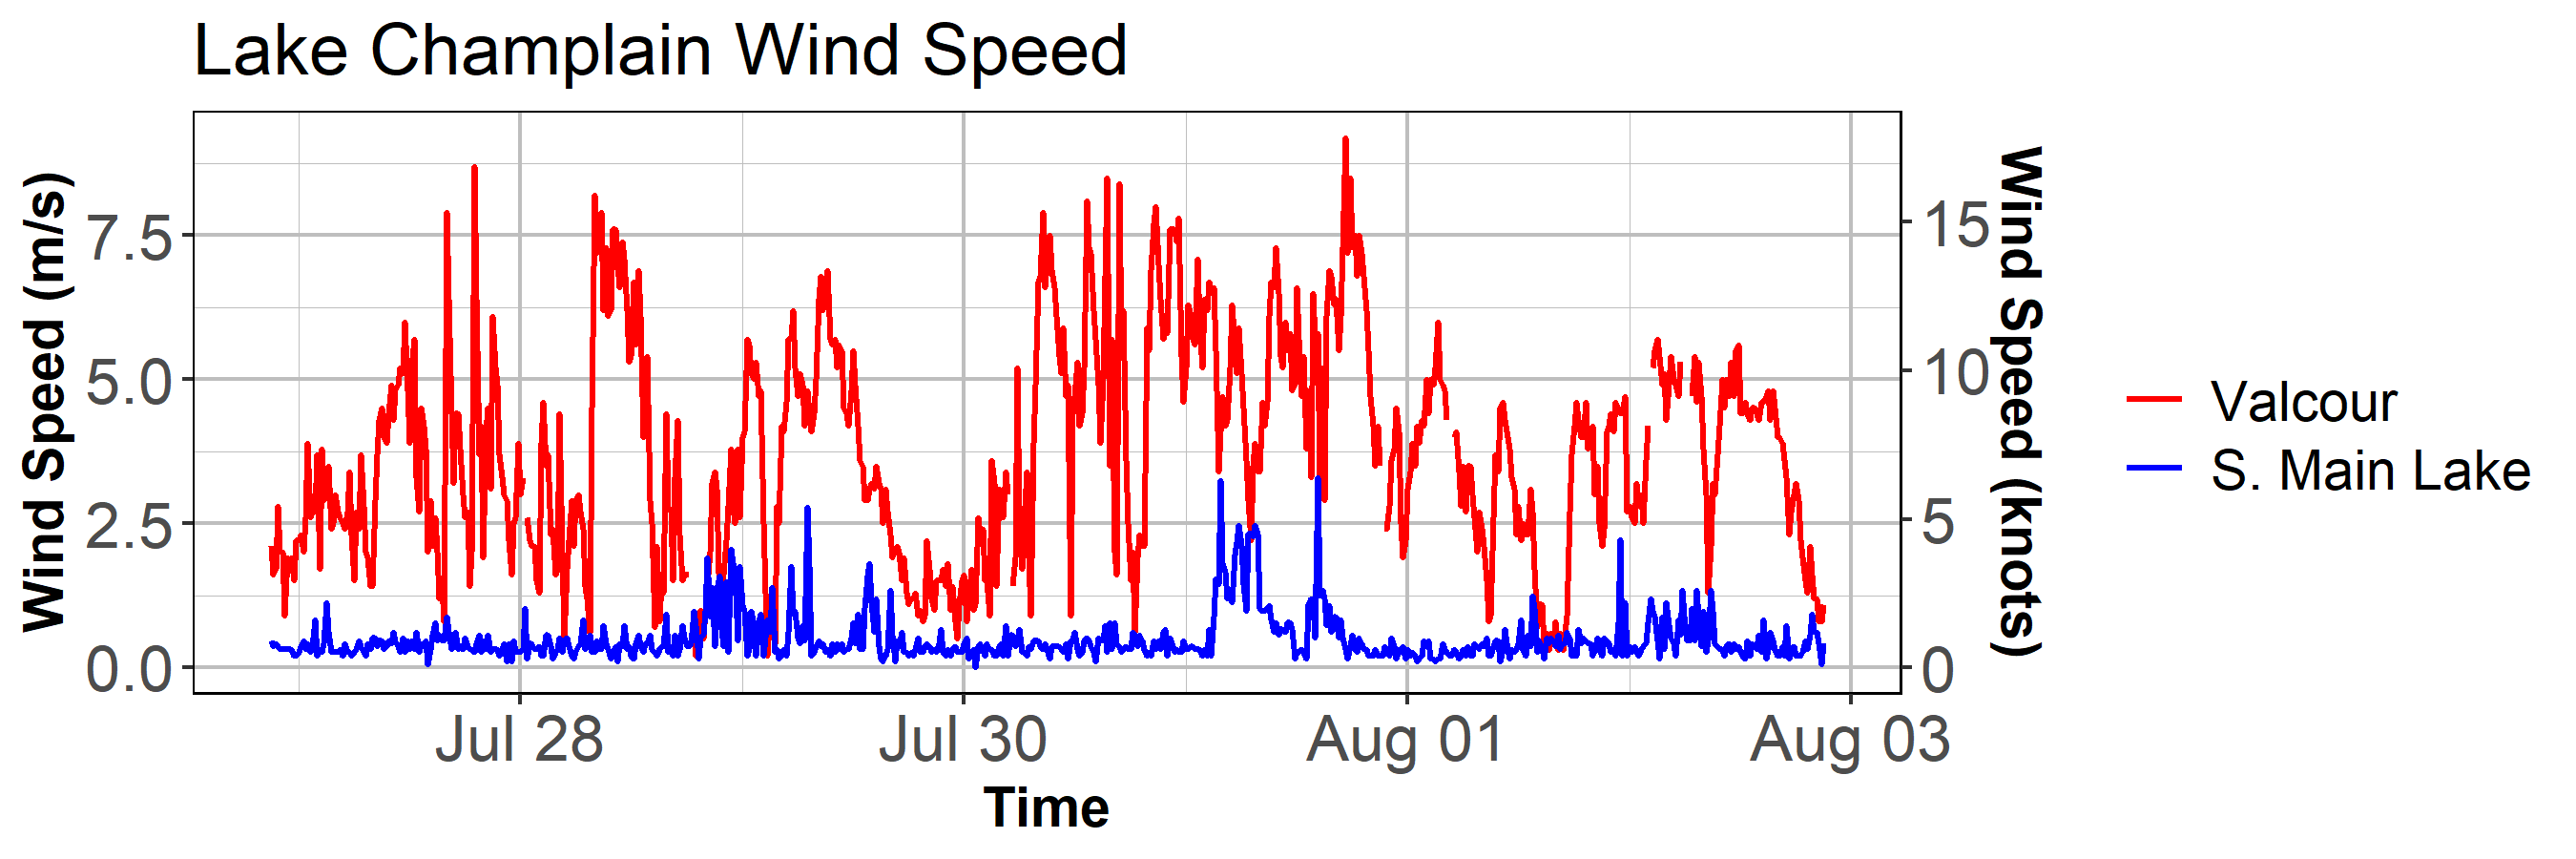 Lake Champlain Wind Speed
Wind Speed (m/s)
7.5
5.0
2.5
0.0
15
10
5
0
Wind Speed (knots)
Jul 28
Jul 30
Aug 01
Aug 03
Time
Valcour
S. Main Lake